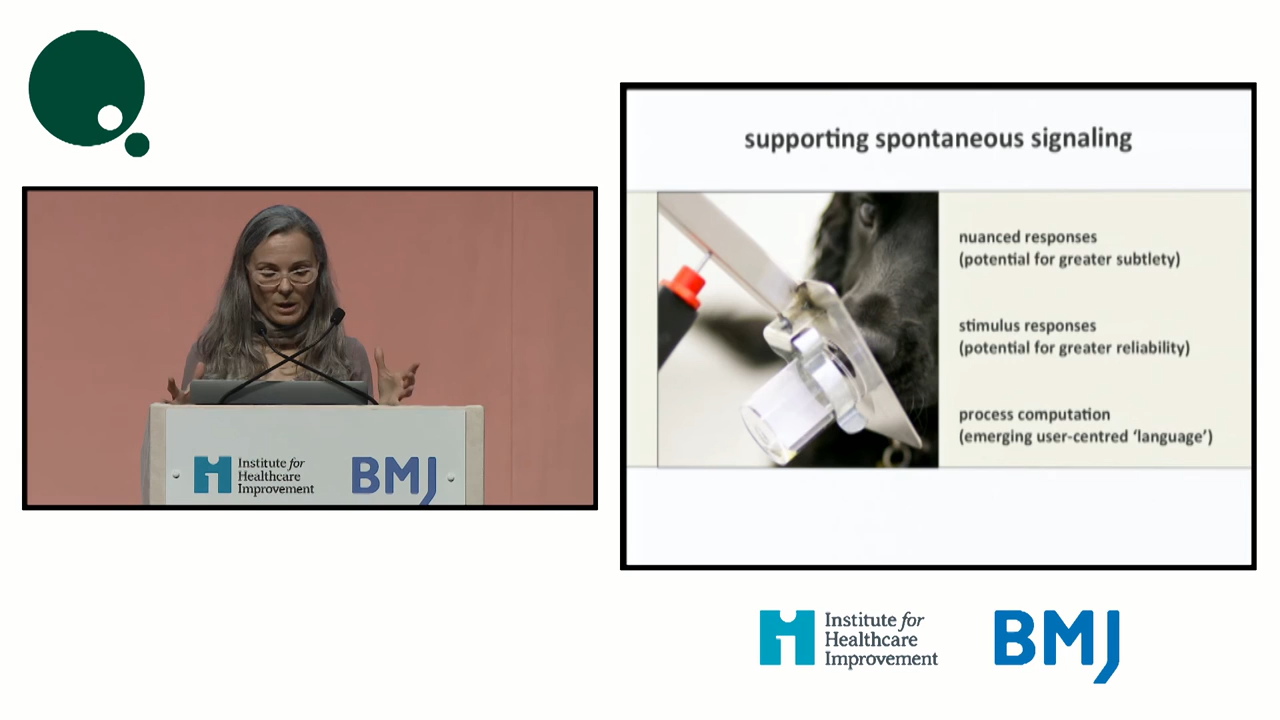 supporting spontaneous signaling
nuanced responses
(potential for greater subtlety)
stimulus responses
(potential for greater reliability)
process computation
(emerging user-centred ‘language’)
Institute for
Healthcare
Improvement
BMJ
Institute for
Healthcare
Improvement
BMJ